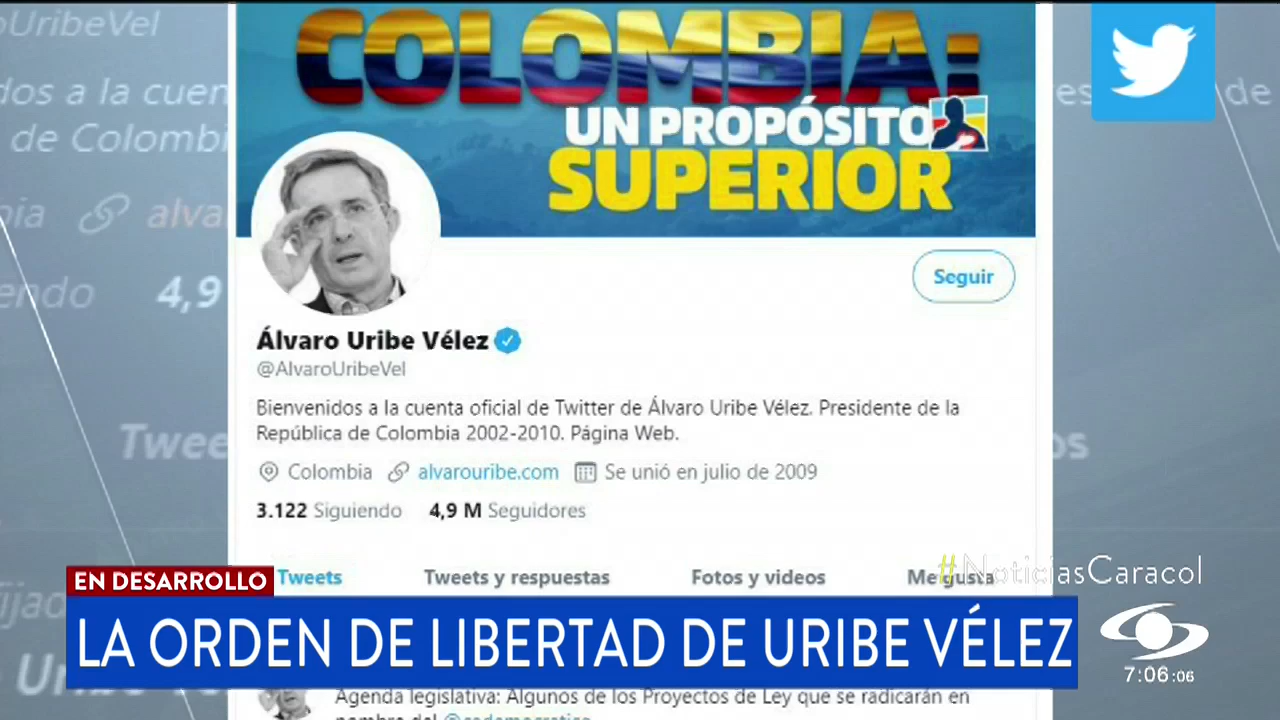 COLOMBIA:
UN PROPÓSITO
SUPERIOR
Seguir
Álvaro Uribe Vélez
@AlvaroUribeVel
Bienvenidos a la cuenta oficial de Twitter de Álvaro Uribe Vélez. Presidente de la
República de Colombia 2002-2010. Página Web.
Colombia alvarouribe.com Se unió en julio de 2009
3.122 Siguiendo 4,9 M Seguidores
Tweets Tweets y respuestas Fotos y videos Me gusta
#NoticiasCaracol
EN DESARROLLO
LA ORDEN DE LIBERTAD DE URIBE VÉLEZ
7:06:06
Agenda legislativa: Algunos de los Proyectos de Ley que se radicarán en
nombre del @cedemocratico